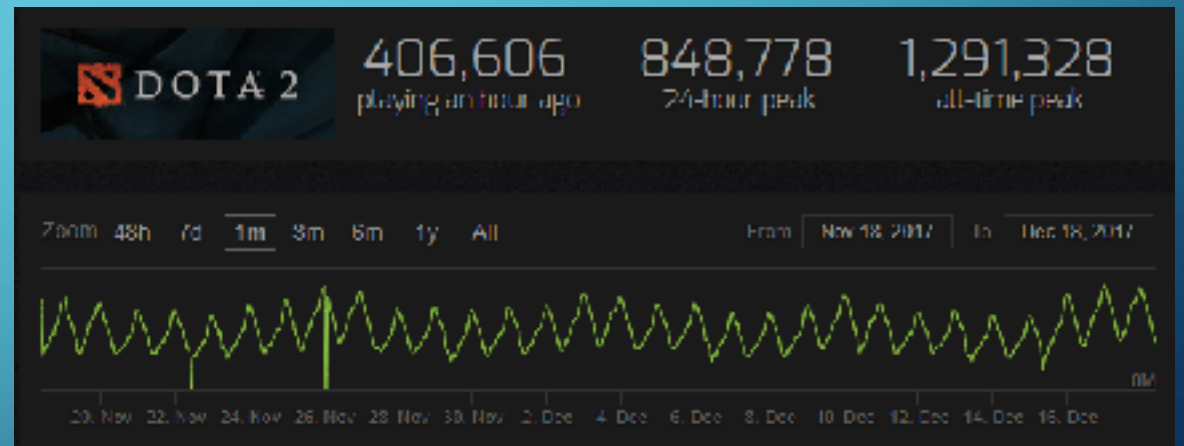 DOTA 2
406,606 848,778 1,291,328
playing an hour ago 24-hour peak all-time peak
Zoom 48h 7d 1m 3m 6m 1y All From Nov 18, 2017 To Dec 18, 2017
0M
20. Nov 22. Nov 24. Nov 26. Nov 28. Nov 30. Nov 2. Dec 4. Dec 6. Dec 8. Dec 10. Dec 12. Dec 14. Dec 16. Dec